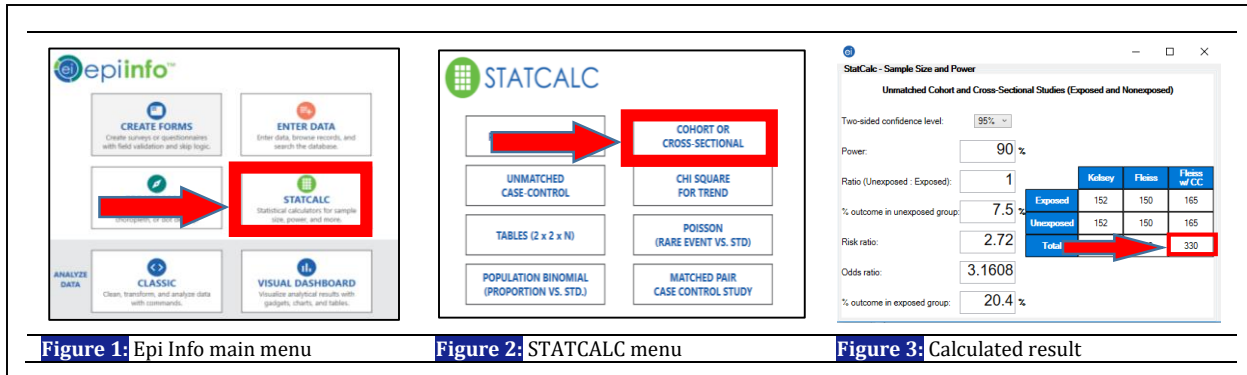 epiinfo™
CREATE FORMS
Create surveys or questionnaires
with field validation and skip logic.
ENTER DATA
Enter data, browse records, and
search the database.
STATCALC
Statistical calculators for sample
size, power, and more.
ANALYZE
DATA
CLASSIC
Clean, transform, and analyze data
with commands.
VISUAL DASHBOARD
Visualize analytical results with
gadgets, charts, and tables.
STATCALC
COHORT OR
CROSS-SECTIONAL
UNMATCHED
CASE-CONTROL
CHI SQUARE
FOR TREND
TABLES (2 x 2 x N)
POISSON
(RARE EVENT VS. STD)
POPULATION BINOMIAL
(PROPORTION VS. STD.)
MATCHED PAIR
CASE CONTROL STUDY
StatCalc - Sample Size and Power
Unmatched Cohort and Cross-Sectional Studies (Exposed and Nonexposed)
Two-sided confidence level: 95%
Power: 90 %
Ratio (Unexposed : Exposed): 1
% outcome in unexposed group: 7.5 %
Risk ratio: 2.72
Odds ratio: 3.1608
% outcome in exposed group: 20.4 %
Kelsey Fleiss Fleiss w/ CC
Exposed 152 150 165
Unexposed 152 150 165
Total 330
Figure 1: Epi Info main menu
Figure 2: STATCALC menu
Figure 3: Calculated result